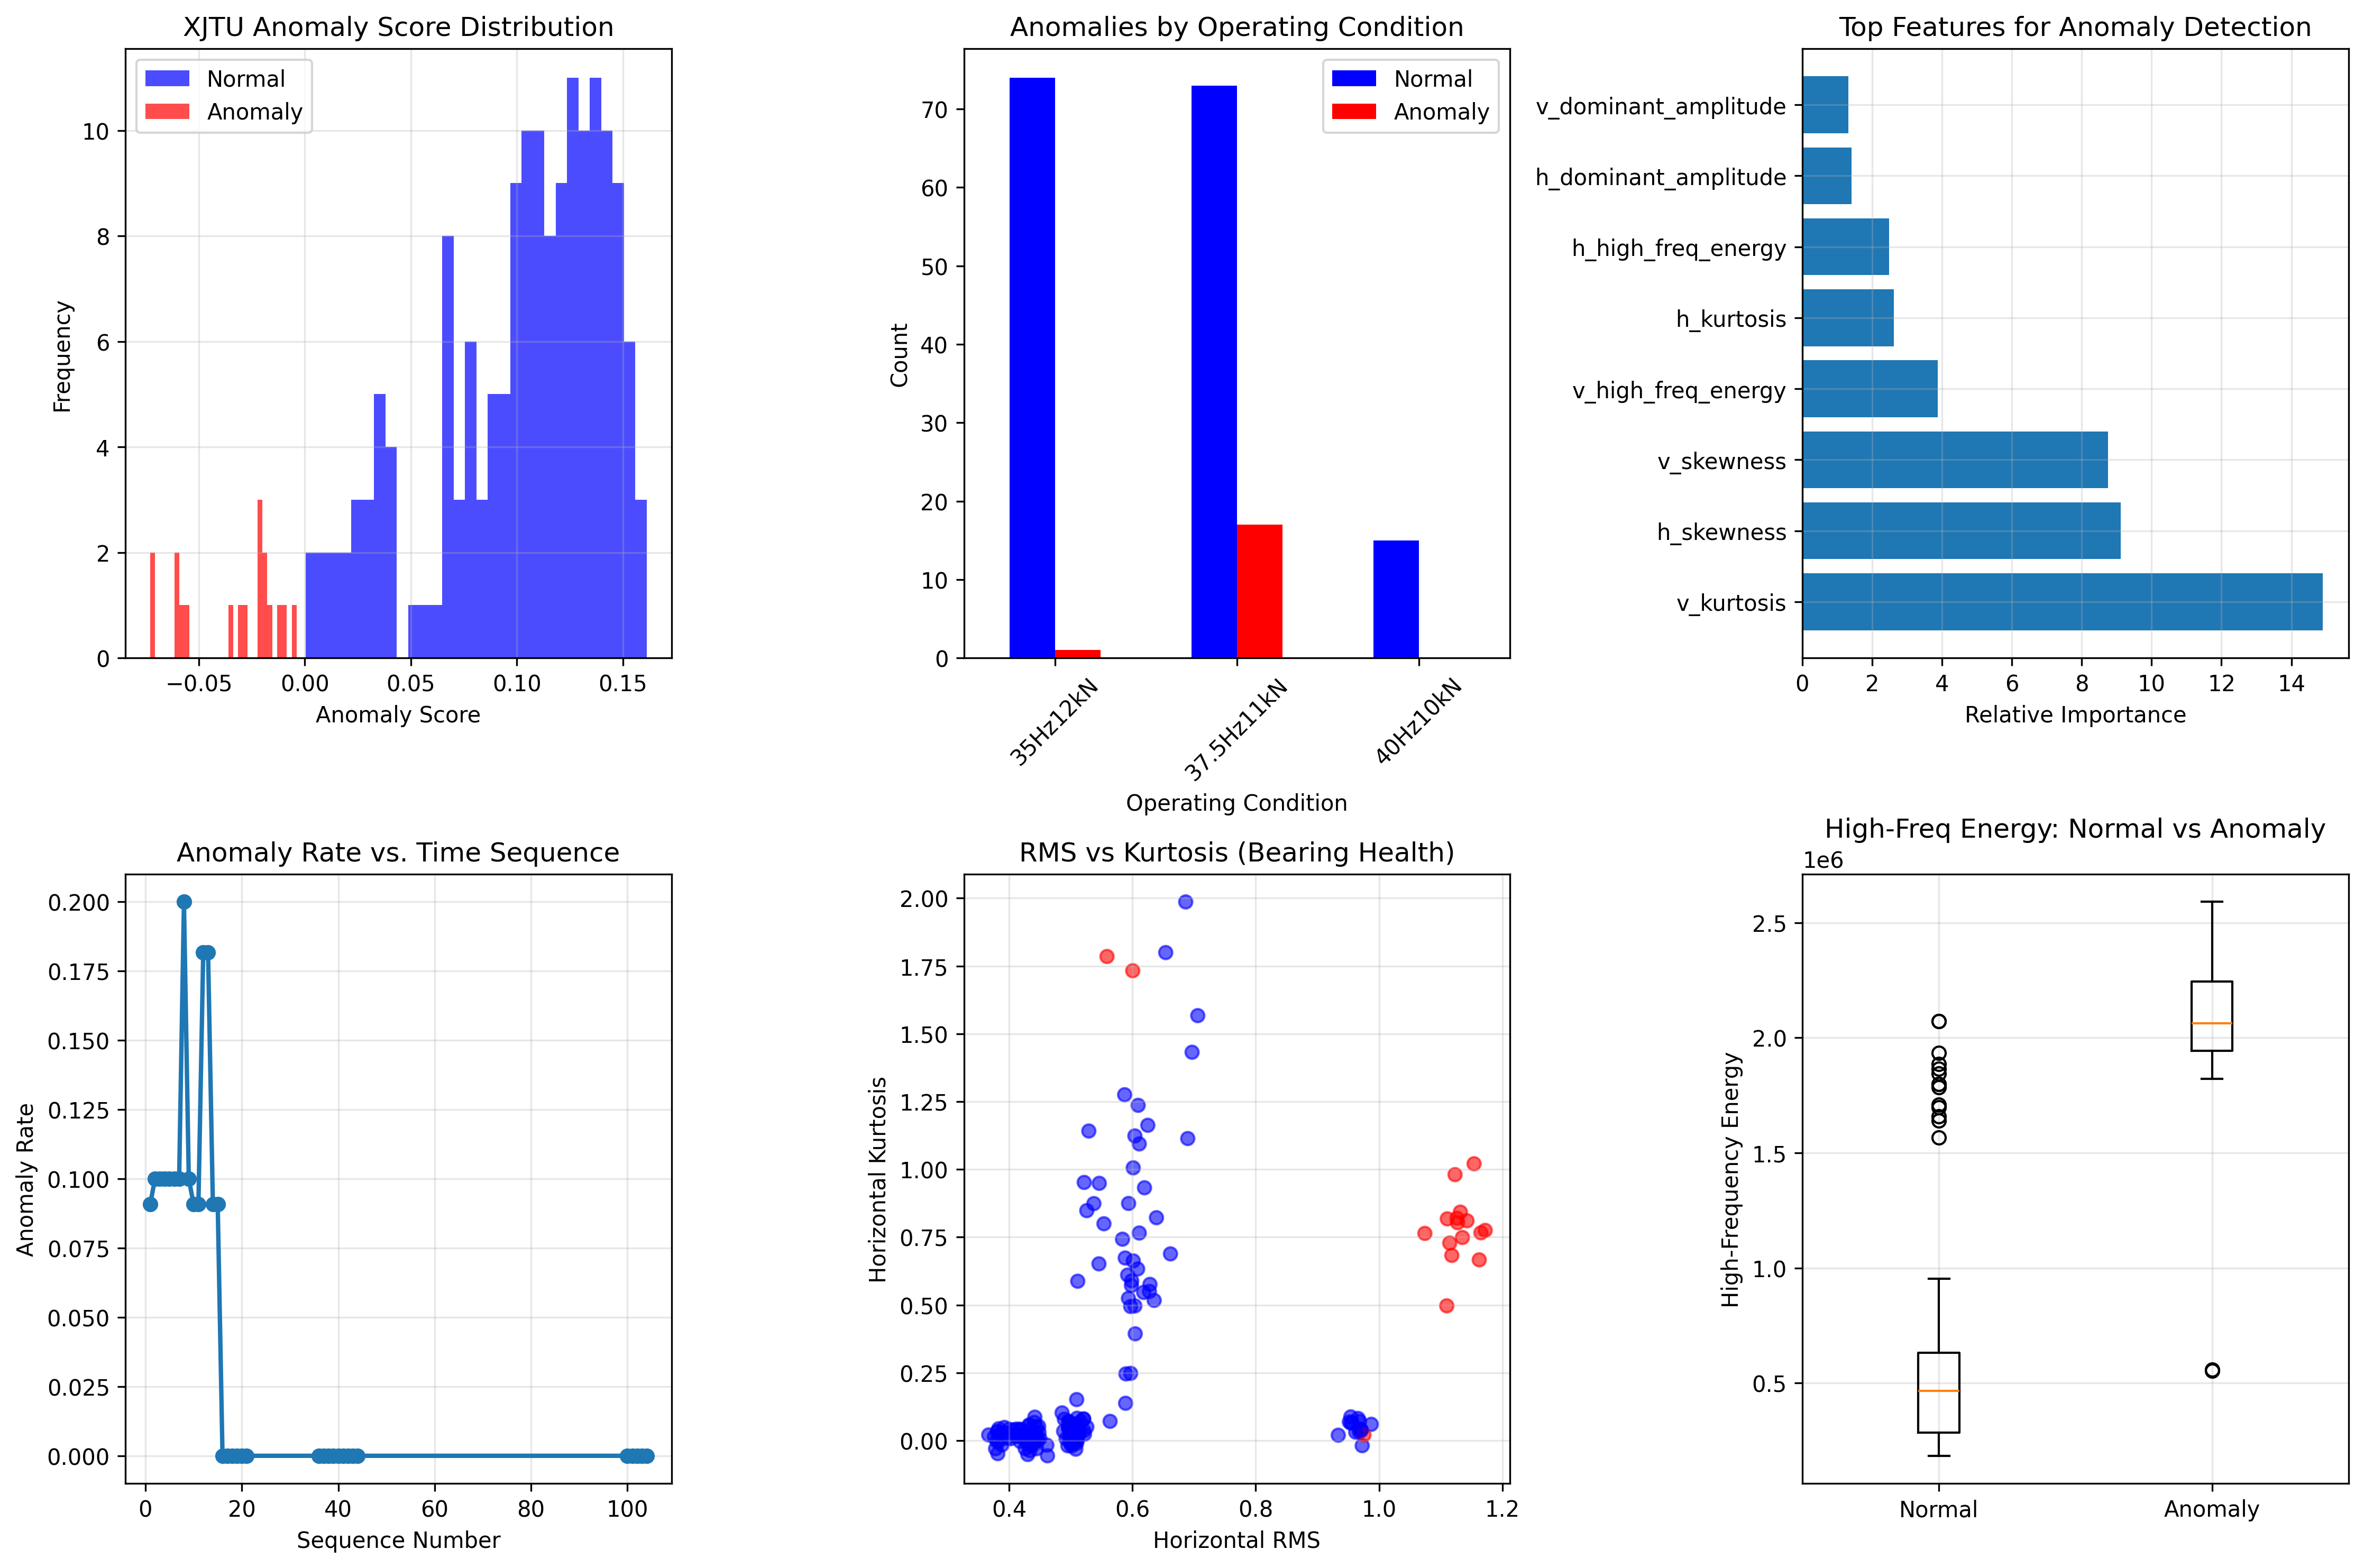 XJTU Anomaly Score Distribution
Normal
Anomaly
Frequency
10
8
6
4
2
0
−0.05
0.00
0.05
0.10
0.15
Anomaly Score
Anomalies by Operating Condition
Normal
Anomaly
Count
70
60
50
40
30
20
10
0
35Hz12kN
37.5Hz11kN
40Hz10kN
Operating Condition
Top Features for Anomaly Detection
v_dominant_amplitude
h_dominant_amplitude
h_high_freq_energy
h_kurtosis
v_high_freq_energy
v_skewness
h_skewness
v_kurtosis
0
2
4
6
8
10
12
14
Relative Importance
Anomaly Rate vs. Time Sequence
Anomaly Rate
0.200
0.175
0.150
0.125
0.100
0.075
0.050
0.025
0.000
0
20
40
60
80
100
Sequence Number
RMS vs Kurtosis (Bearing Health)
Horizontal Kurtosis
2.00
1.75
1.50
1.25
1.00
0.75
0.50
0.25
0.00
0.4
0.6
0.8
1.0
1.2
Horizontal RMS
High-Freq Energy: Normal vs Anomaly
1e6
High-Frequency Energy
2.5
2.0
1.5
1.0
0.5
Normal
Anomaly